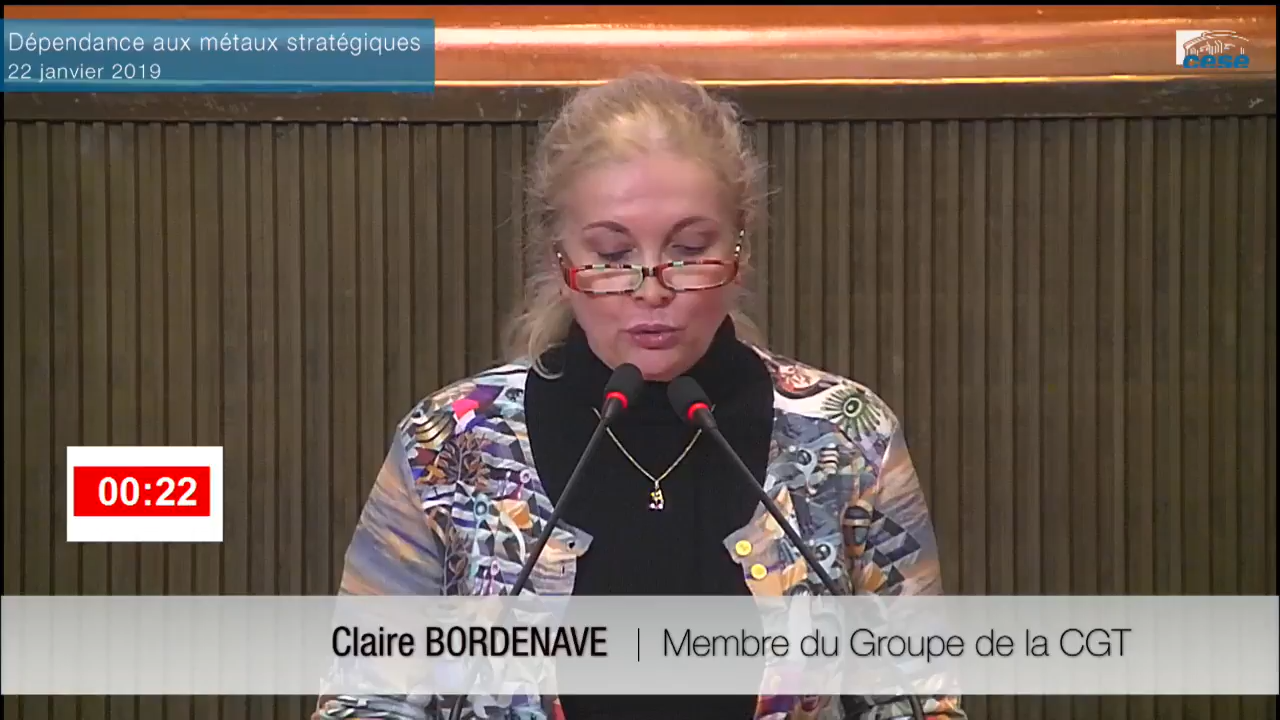 Dépendance aux métaux stratégiques
22 janvier 2019
cese
00:22
Claire BORDENAVE | Membre du Groupe de la CGT